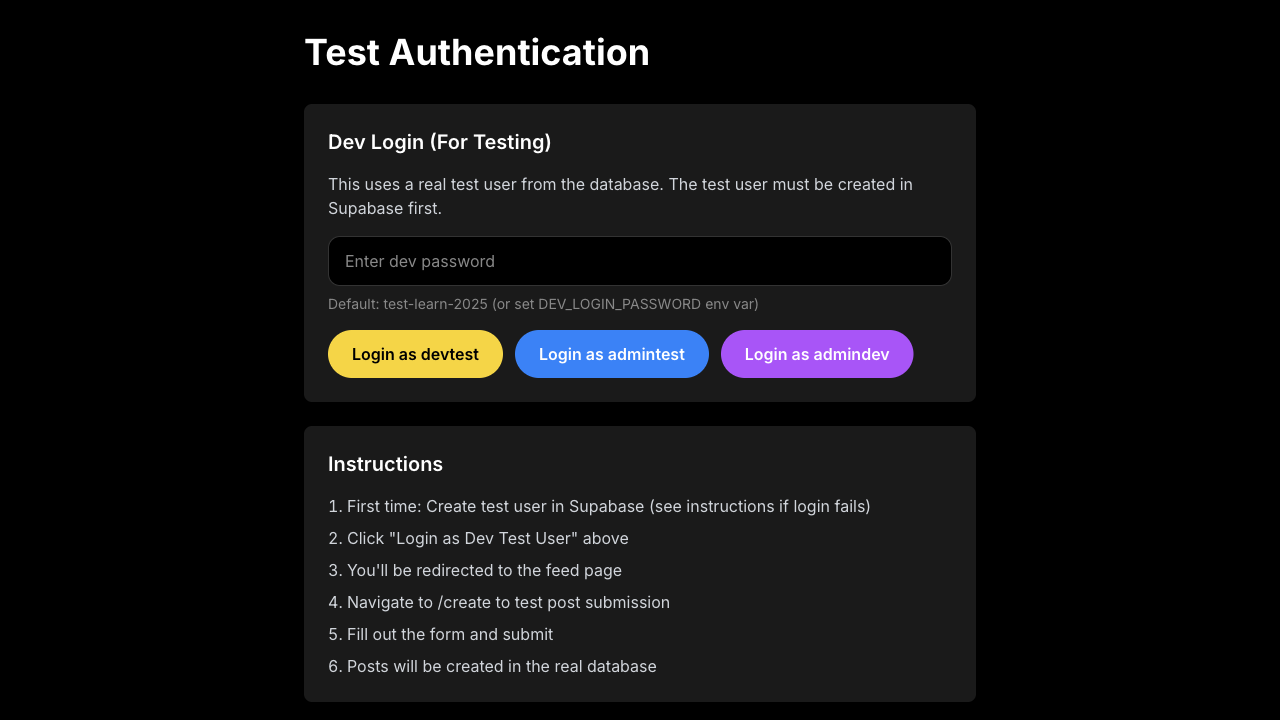 Test Authentication
Dev Login (For Testing)
This uses a real test user from the database. The test user must be created in
Supabase first.
Enter dev password
Default: test-learn-2025 (or set DEV_LOGIN_PASSWORD env var)
Login as devtest
Login as admintest
Login as admindev
Instructions
1. First time: Create test user in Supabase (see instructions if login fails)
2. Click "Login as Dev Test User" above
3. You'll be redirected to the feed page
4. Navigate to /create to test post submission
5. Fill out the form and submit
6. Posts will be created in the real database